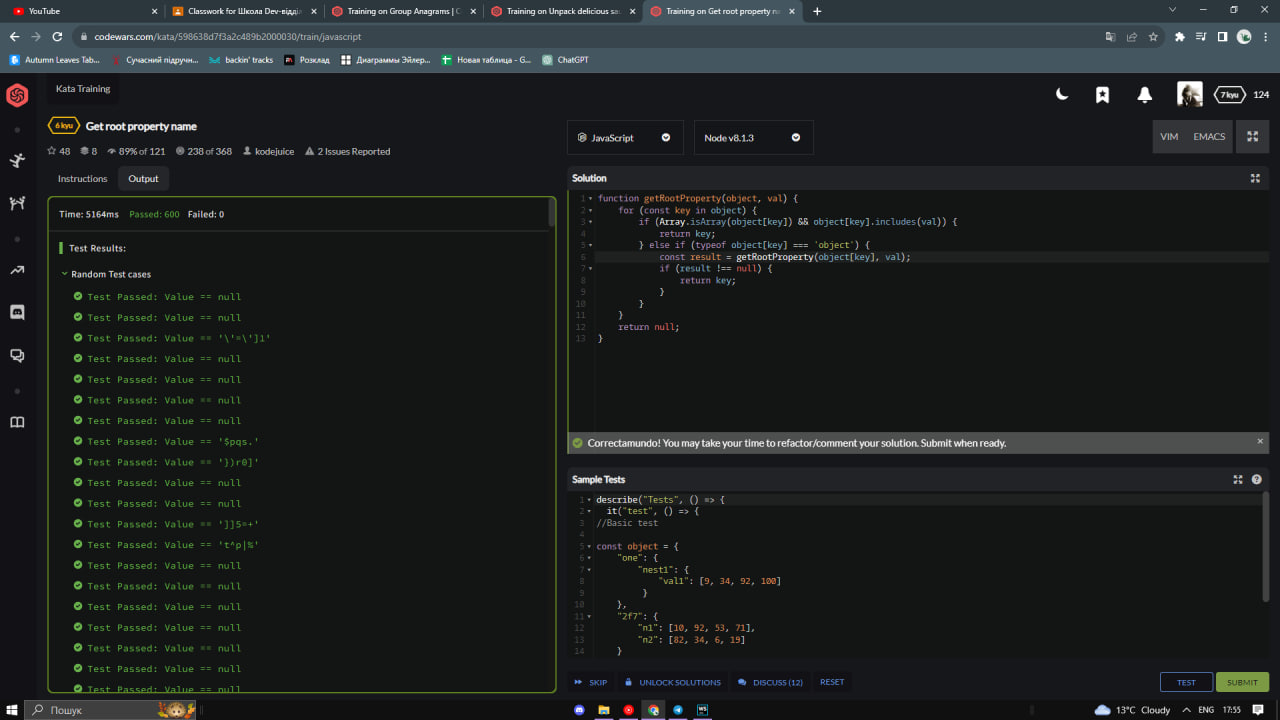 YouTube
Classwork for Школа Dev-відді
Training on Group Anagrams | C
Training on Unpack delicious sau
Training on Get root property na
codewars.com/kata/598638d7f3a2c489b2000030/train/javascript
Autumn Leaves Tab...
Сучасний підручн...
backin' tracks
Розклад
Диаграммы Эйлер...
Новая таблица - G...
ChatGPT
Kata Training
7 kyu
124
6 kyu
Get root property name
48
8
89% of 121
238 of 368
kodejuice
2 Issues Reported
Instructions
Output
Time: 5164ms Passed: 600 Failed: 0
Test Results:
Random Test cases
Test Passed: Value == null
Test Passed: Value == null
Test Passed: Value == '\'=\']1'
Test Passed: Value == null
Test Passed: Value == null
Test Passed: Value == null
Test Passed: Value == null
Test Passed: Value == '$pqs.'
Test Passed: Value == '})r0]'
Test Passed: Value == null
Test Passed: Value == null
Test Passed: Value == ']]5=+'
Test Passed: Value == 't^p|%'
Test Passed: Value == null
Test Passed: Value == null
Test Passed: Value == null
Test Passed: Value == null
Test Passed: Value == null
Test Passed: Value == null
Test Passed: Value == null
JavaScript
Node v8.1.3
VIM
EMACS
Solution
1 function getRootProperty(object, val) {
2 for (const key in object) {
3 if (Array.isArray(object[key]) && object[key].includes(val)) {
4 return key;
5 } else if (typeof object[key] === 'object') {
6 const result = getRootProperty(object[key], val);
7 if (result !== null) {
8 return key;
9 }
10 }
11 }
12 return null;
13 }
Correctamundo! You may take your time to refactor/comment your solution. Submit when ready.
Sample Tests
1 describe("Tests", () => {
2 it("test", () => {
3 //Basic test
4
5 const object = {
6 "one": {
7 "nest1": {
8 "val1": [9, 34, 92, 100]
9 }
10 },
11 "2f7": {
12 "n1": [10, 92, 53, 71],
13 "n2": [82, 34, 6, 19]
14 }
SKIP
UNLOCK SOLUTIONS
DISCUSS (12)
RESET
TEST
SUBMIT
Пошук
13°C Cloudy
ENG
17:55